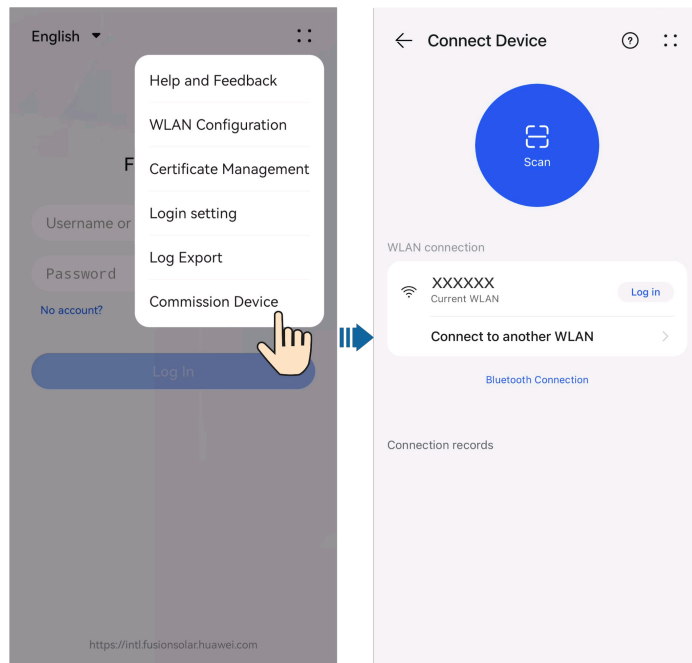 English
Help and Feedback
WLAN Configuration
F
Certificate Management
Username or
Login setting
Password
Log Export
No account?
Commission Device
Log In
https://intl.fusionsolar.huawei.com
Connect Device
?
Scan
WLAN connection
XXXXXX
Current WLAN
Log in
Connect to another WLAN
Bluetooth Connection
Connection records